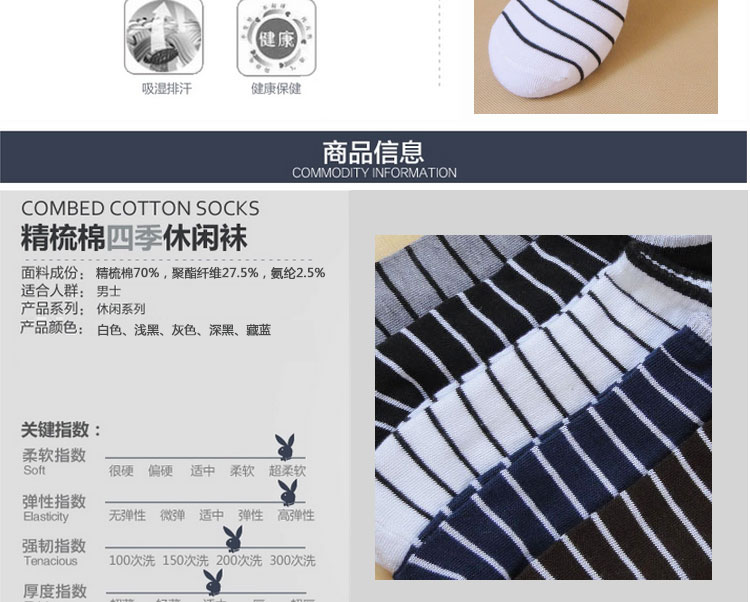 健康
吸湿排汗
健康保健
商品信息
COMMODITY INFORMATION
COMBED COTTON SOCKS
精梳棉四季休闲袜
面料成份： 精梳棉70%，聚酯纤维27.5%，氨纶2.5%
适合人群： 男士
产品系列： 休闲系列
产品颜色： 白色、浅黑、灰色、深黑、藏蓝
关键指数：
柔软指数
Soft
很硬 偏硬 适中 柔软 超柔软
弹性指数
Elasticity
无弹性 微弹 适中 弹性 高弹性
强韧指数
Tenacious
100次洗 150次洗 200次洗 300次洗
厚度指数